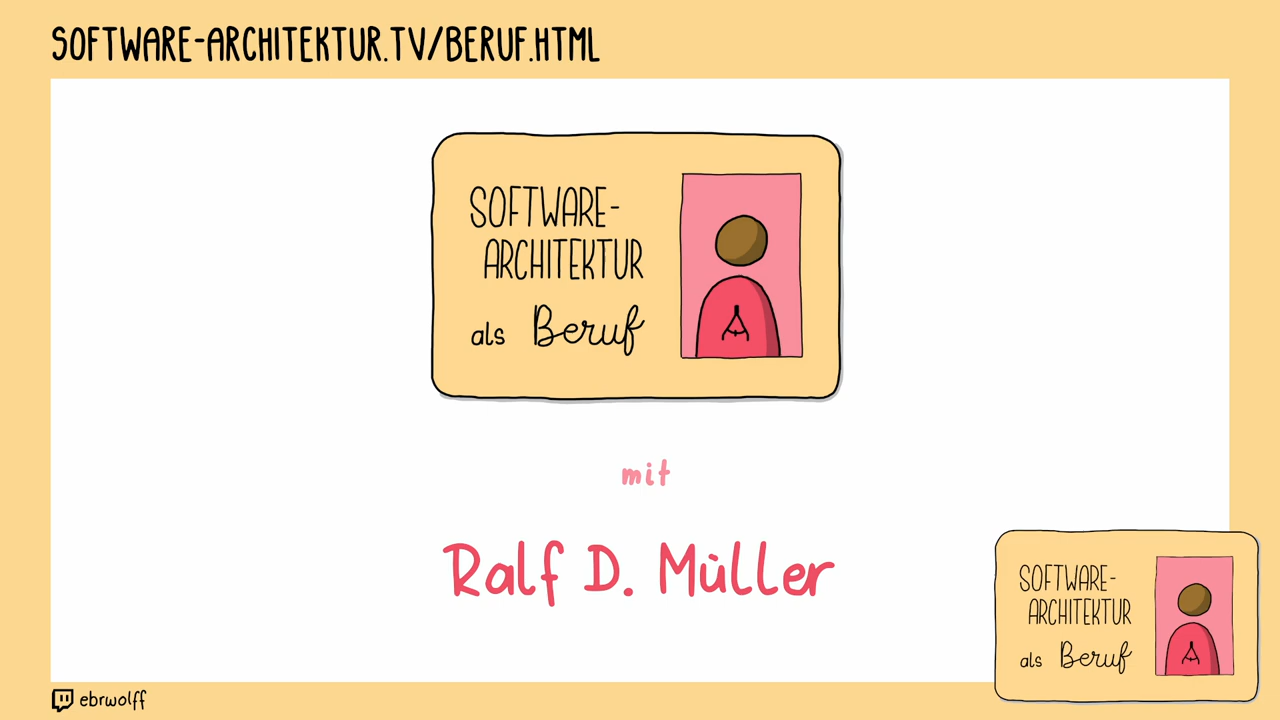 SOFTWARE-ARCHITEKTUR.TV/BERUF.HTML
SOFTWARE-
ARCHITEKTUR
als Beruf
mit
Ralf D. Müller
SOFTWARE-
ARCHITEKTUR
als Beruf
ebrwolff